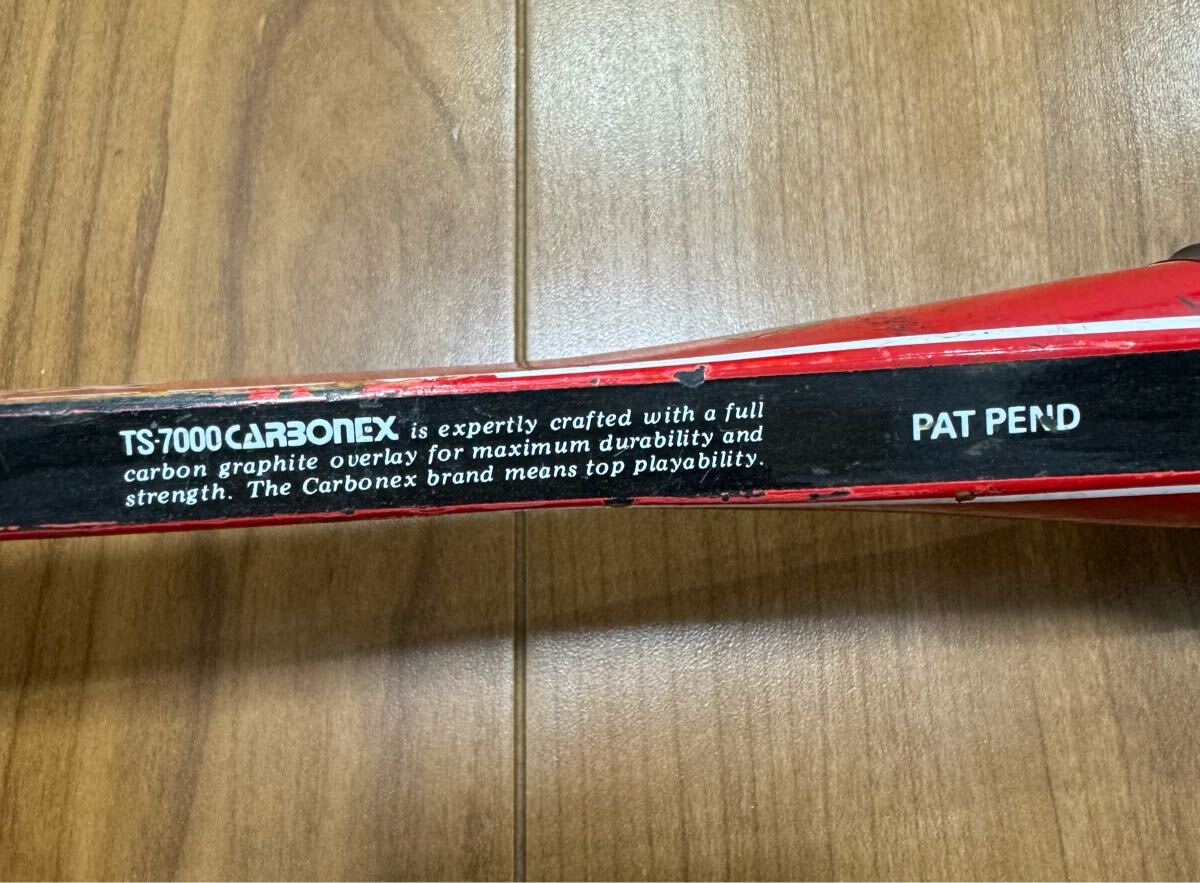 TS-7000 CARBONEX is expertly crafted with a full
carbon graphite overlay for maximum durability and
strength. The Carbonex brand means top playability.
PAT PEND